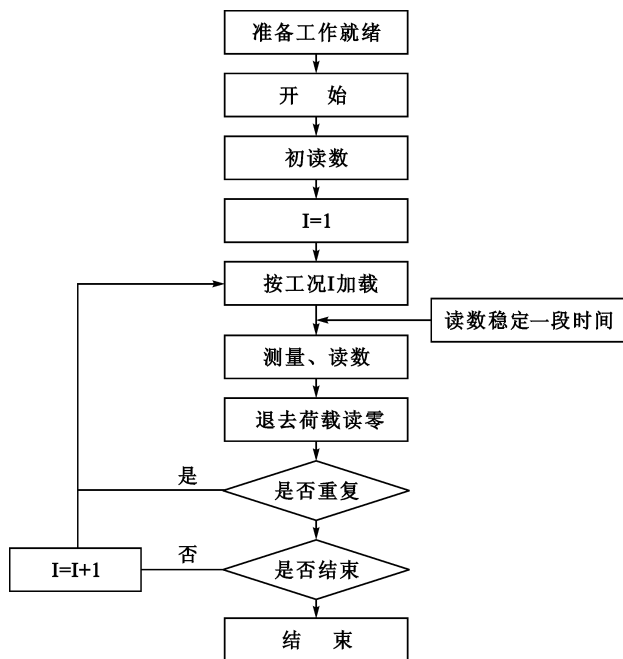 准备工作就绪
开 始
初读数
I=1
按工况I加载
读数稳定一段时间
测量、读数
退去荷载读零
是
是否重复
否
I=I+1
是否结束
结 束